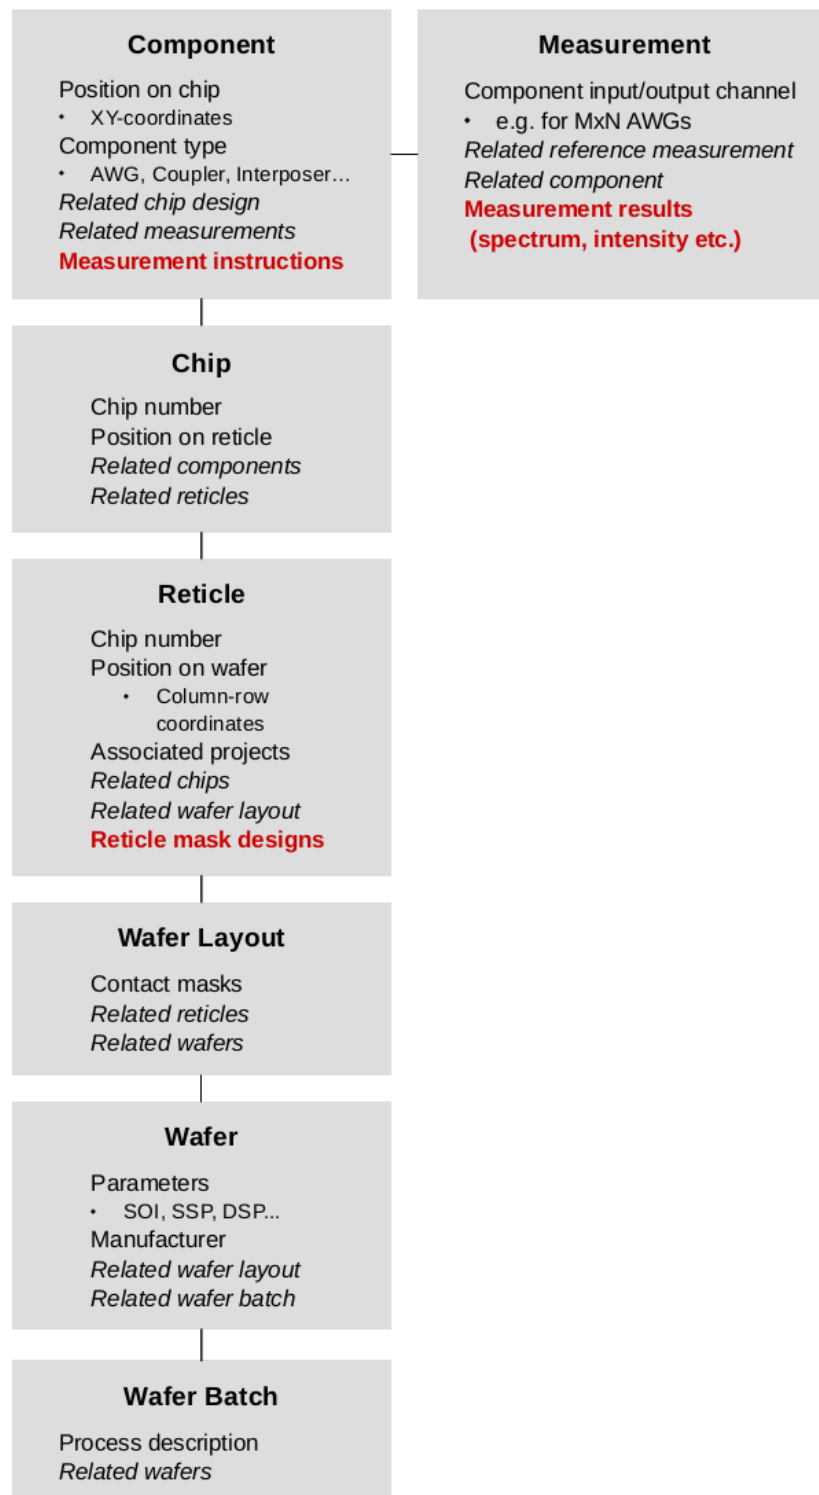 Component
Position on chip
• XY-coordinates
Component type
• AWG, Coupler, Interposer…
Related chip design
Related measurements
Measurement instructions
Measurement
Component input/output channel
• e.g. for MxN AWGs
Related reference measurement
Related component
Measurement results
(spectrum, intensity etc.)
Chip
Chip number
Position on reticle
Related components
Related reticles
Reticle
Chip number
Position on wafer
• Column-row
coordinates
Associated projects
Related chips
Related wafer layout
Reticle mask designs
Wafer Layout
Contact masks
Related reticles
Related wafers
Wafer
Parameters
• SOI, SSP, DSP...
Manufacturer
Related wafer layout
Related wafer batch
Wafer Batch
Process description
Related wafers